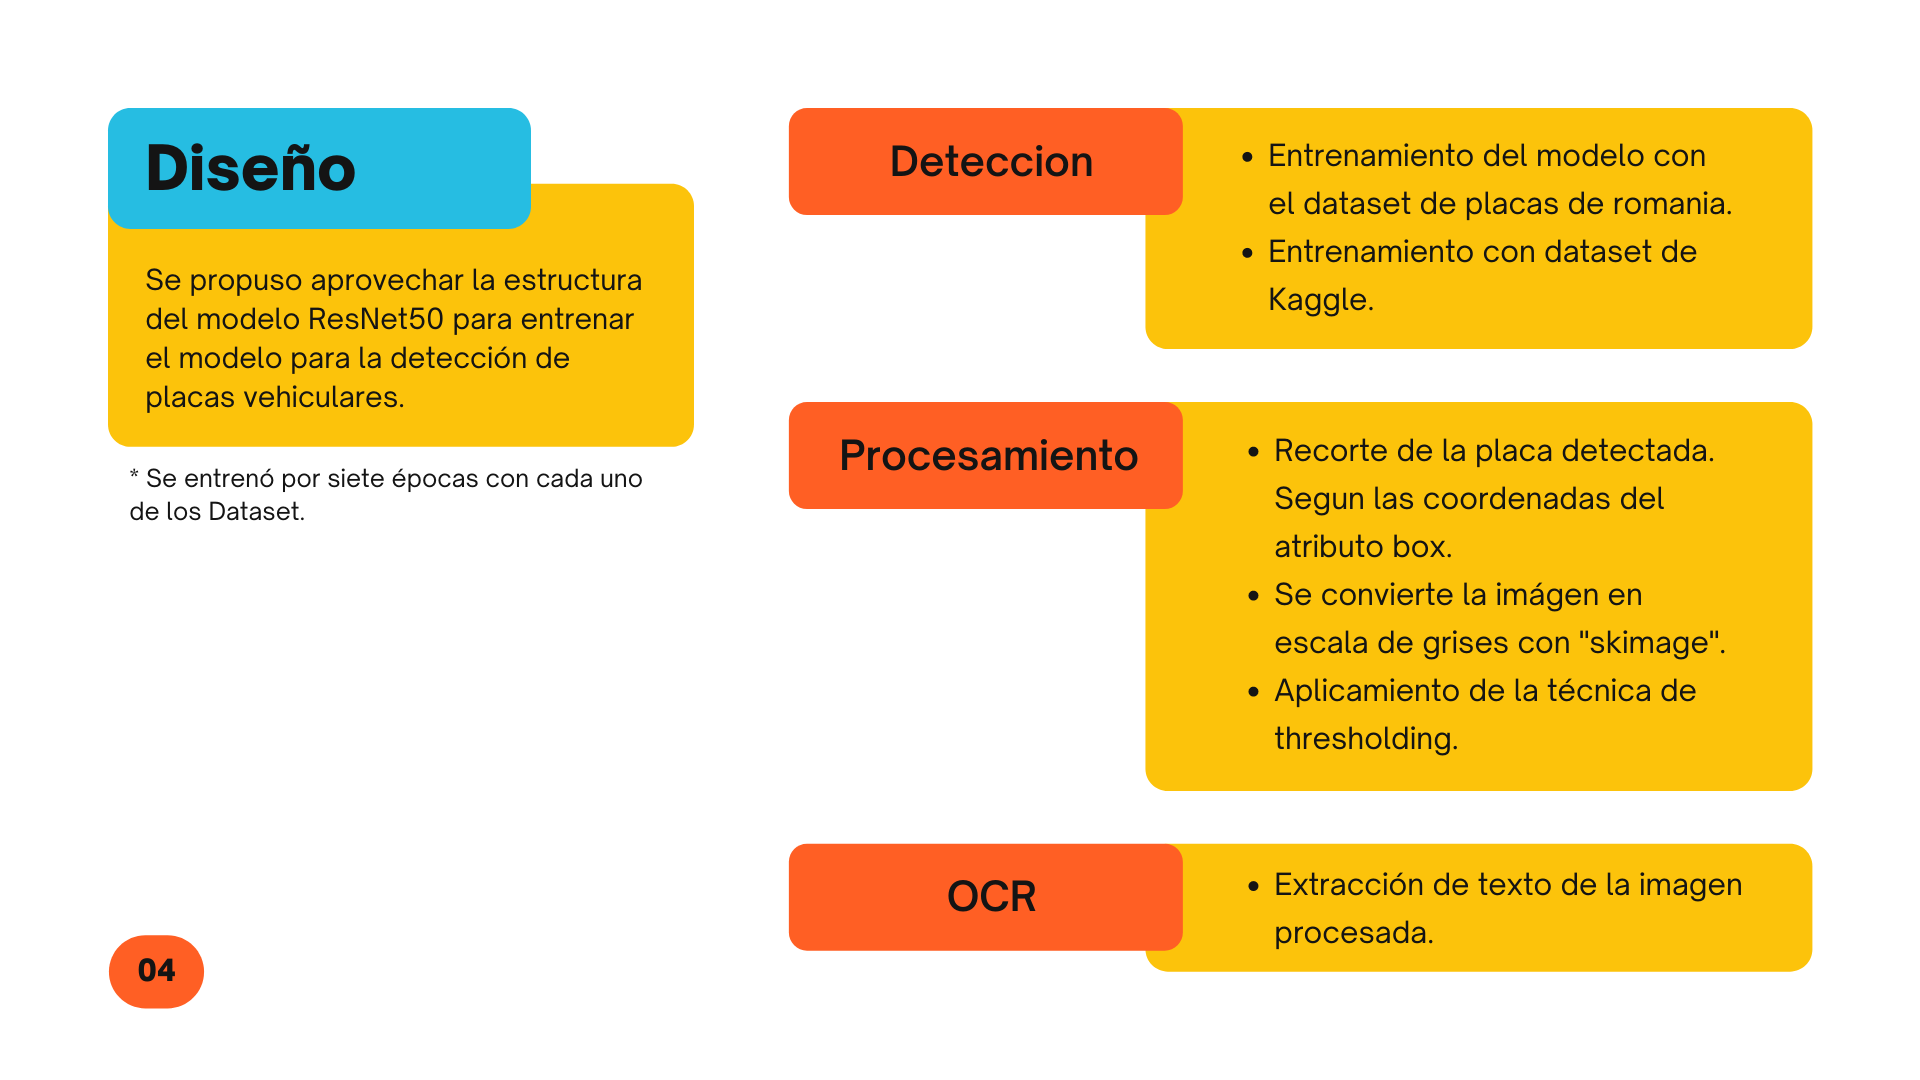 Diseño
Se propuso aprovechar la estructura
del modelo ResNet50 para entrenar
el modelo para la detección de
placas vehiculares.
* Se entrenó por siete épocas con cada uno
de los Dataset.
Deteccion
• Entrenamiento del modelo con
el dataset de placas de romania.
• Entrenamiento con dataset de
Kaggle.
Procesamiento
• Recorte de la placa detectada.
Segun las coordenadas del
atributo box.
• Se convierte la imágen en
escala de grises con "skimage".
• Aplicamiento de la técnica de
thresholding.
OCR
• Extracción de texto de la imagen
procesada.
04